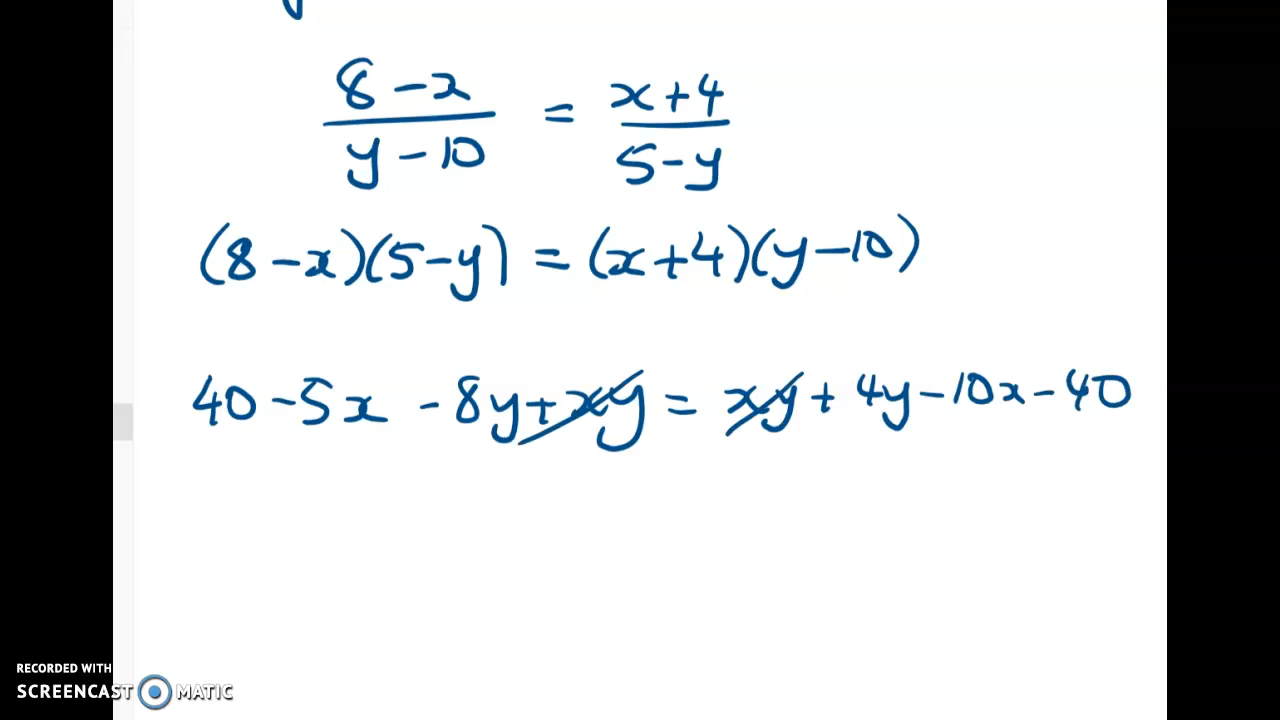 8 - x / y - 10 = x + 4 / 5 - y
(8 - x)(5 - y) = (x + 4)(y - 10)
40 - 5x - 8y + xy = xy + 4y - 10x - 40
RECORDED WITH
SCREENCAST MATIC